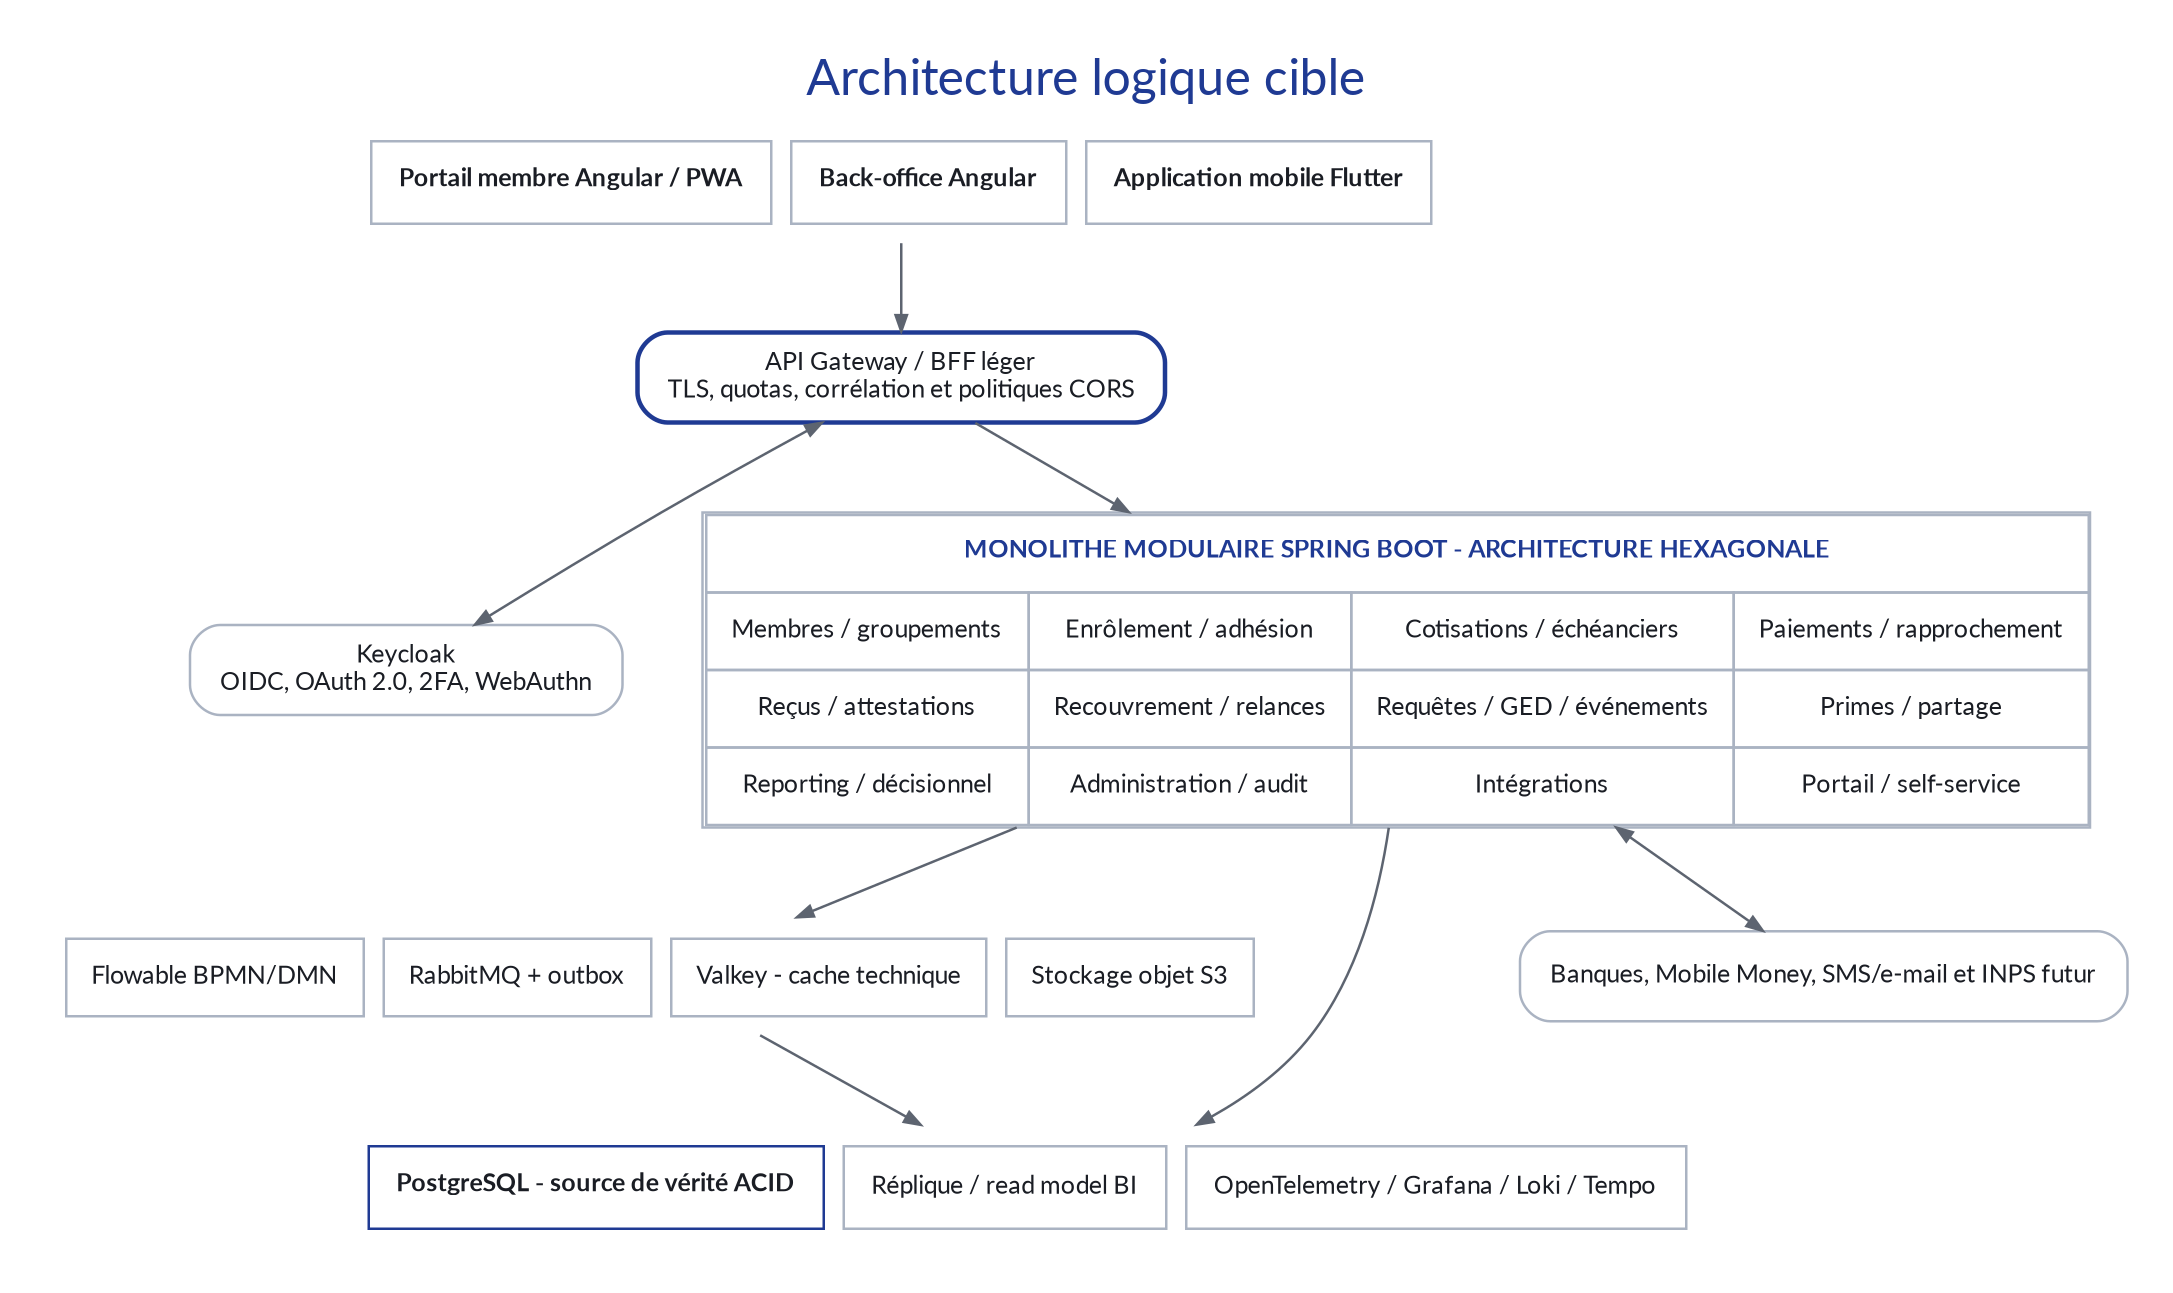 Architecture logique cible
Portail membre Angular / PWA
Back-office Angular
Application mobile Flutter
API Gateway / BFF léger
TLS, quotas, corrélation et politiques CORS
Keycloak
OIDC, OAuth 2.0, 2FA, WebAuthn
MONOLITHE MODULAIRE SPRING BOOT - ARCHITECTURE HEXAGONALE
Membres / groupements
Enrôlement / adhésion
Cotisations / échéanciers
Paiements / rapprochement
Reçus / attestations
Recouvrement / relances
Requêtes / GED / événements
Primes / partage
Reporting / décisionnel
Administration / audit
Intégrations
Portail / self-service
Flowable BPMN/DMN
RabbitMQ + outbox
Valkey - cache technique
Stockage objet S3
Banques, Mobile Money, SMS/e-mail et INPS futur
PostgreSQL - source de vérité ACID
Réplique / read model BI
OpenTelemetry / Grafana / Loki / Tempo